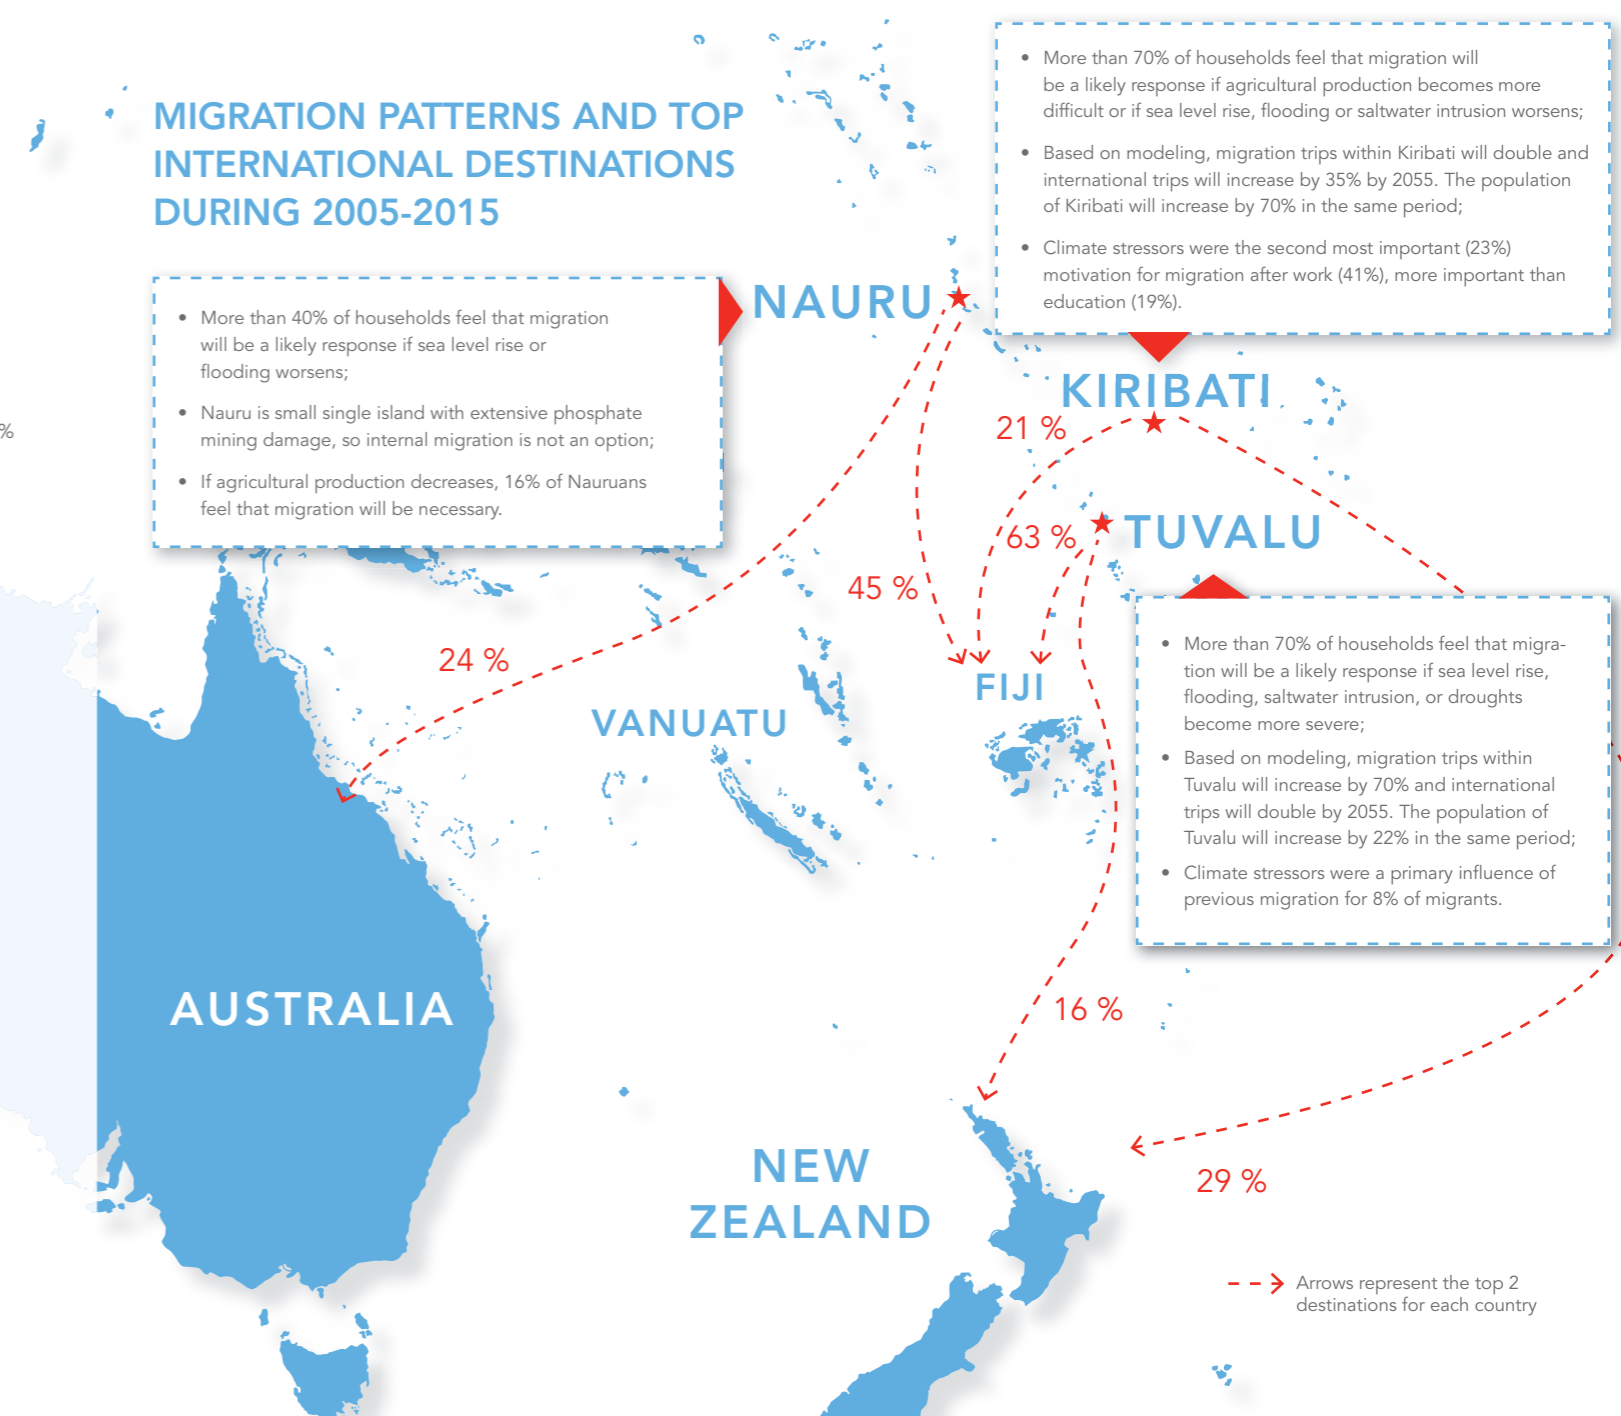 MIGRATION PATTERNS AND TOP
INTERNATIONAL DESTINATIONS
DURING 2005-2015
• More than 70% of households feel that migration will
be a likely response if agricultural production becomes more
difficult or if sea level rise, flooding or saltwater intrusion worsens;
• Based on modeling, migration trips within Kiribati will double and
international trips will increase by 35% by 2055. The population
of Kiribati will increase by 70% in the same period;
• Climate stressors were the second most important (23%)
motivation for migration after work (41%), more important than
education (19%).
NAURU
• More than 40% of households feel that migration
will be a likely response if sea level rise or
flooding worsens;
• Nauru is small single island with extensive phosphate
mining damage, so internal migration is not an option;
• If agricultural production decreases, 16% of Nauruans
feel that migration will be necessary.
%
KIRIBATI
21 %
63 %
TUVALU
45 %
24 %
FIJI
VANUATU
• More than 70% of households feel that migra-
tion will be a likely response if sea level rise,
flooding, saltwater intrusion, or droughts
become more severe;
• Based on modeling, migration trips within
Tuvalu will increase by 70% and international
trips will double by 2055. The population of
Tuvalu will increase by 22% in the same period;
• Climate stressors were a primary influence of
previous migration for 8% of migrants.
AUSTRALIA
16 %
NEW
ZEALAND
29 %
Arrows represent the top 2
destinations for each country